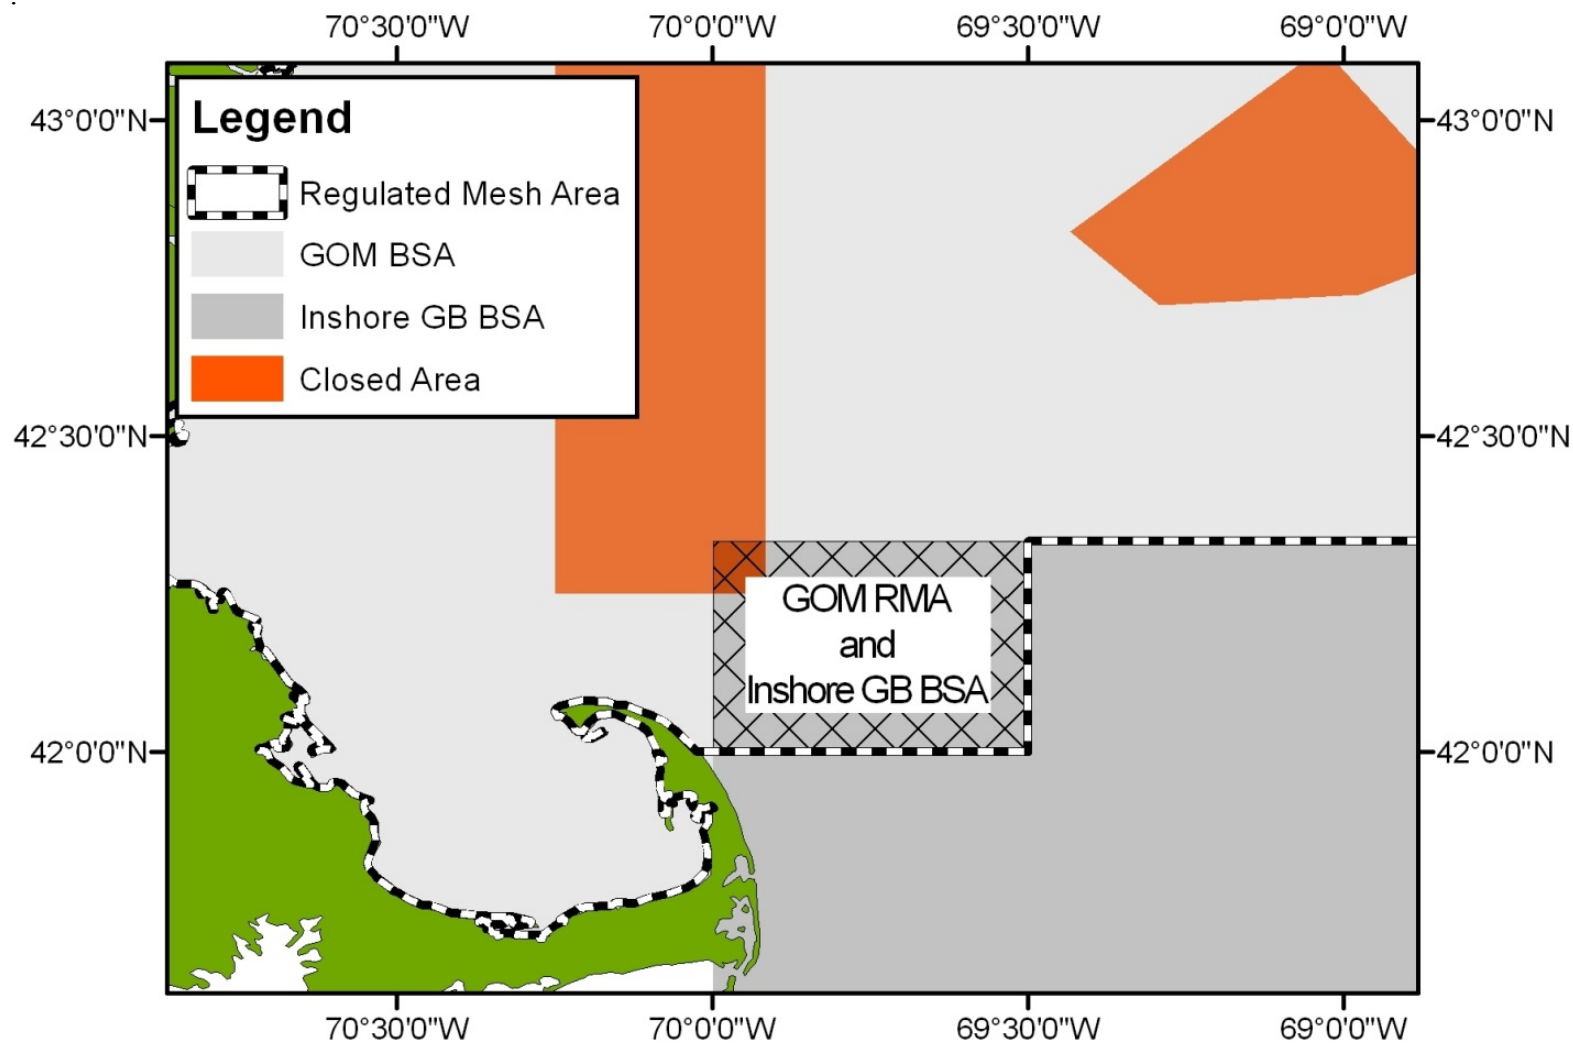 70°30'0"W 70°0'0"W 69°30'0"W 69°0'0"W
43°0'0"N 43°0'0"N
Legend
Regulated Mesh Area
GOM BSA
Inshore GB BSA
Closed Area
42°30'0"N 42°30'0"N
GOM RMA
and
Inshore GB BSA
42°0'0"N 42°0'0"N
70°30'0"W 70°0'0"W 69°30'0"W 69°0'0"W